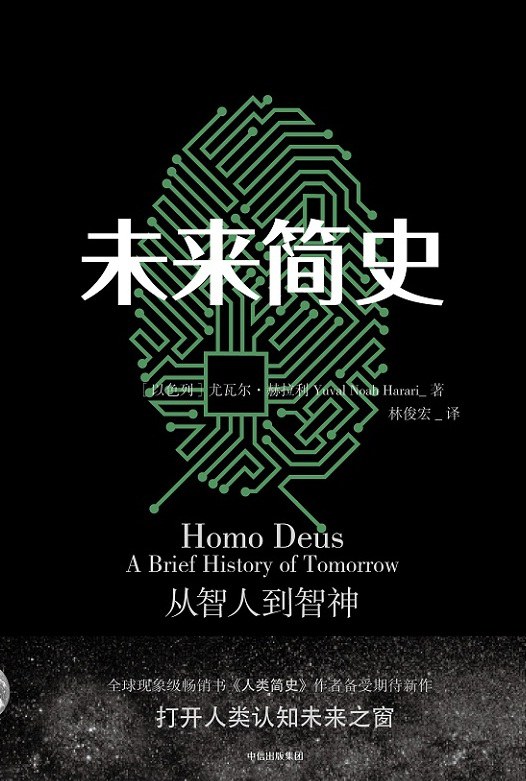 未来简史
［以色列］尤瓦尔·赫拉利 Yuval Noah Harari_ 著
林俊宏_译
Homo Deus
A Brief History of Tomorrow
从智人到智神
全球现象级畅销书《人类简史》作者备受期待新作
打开人类认知未来之窗
中信出版集团